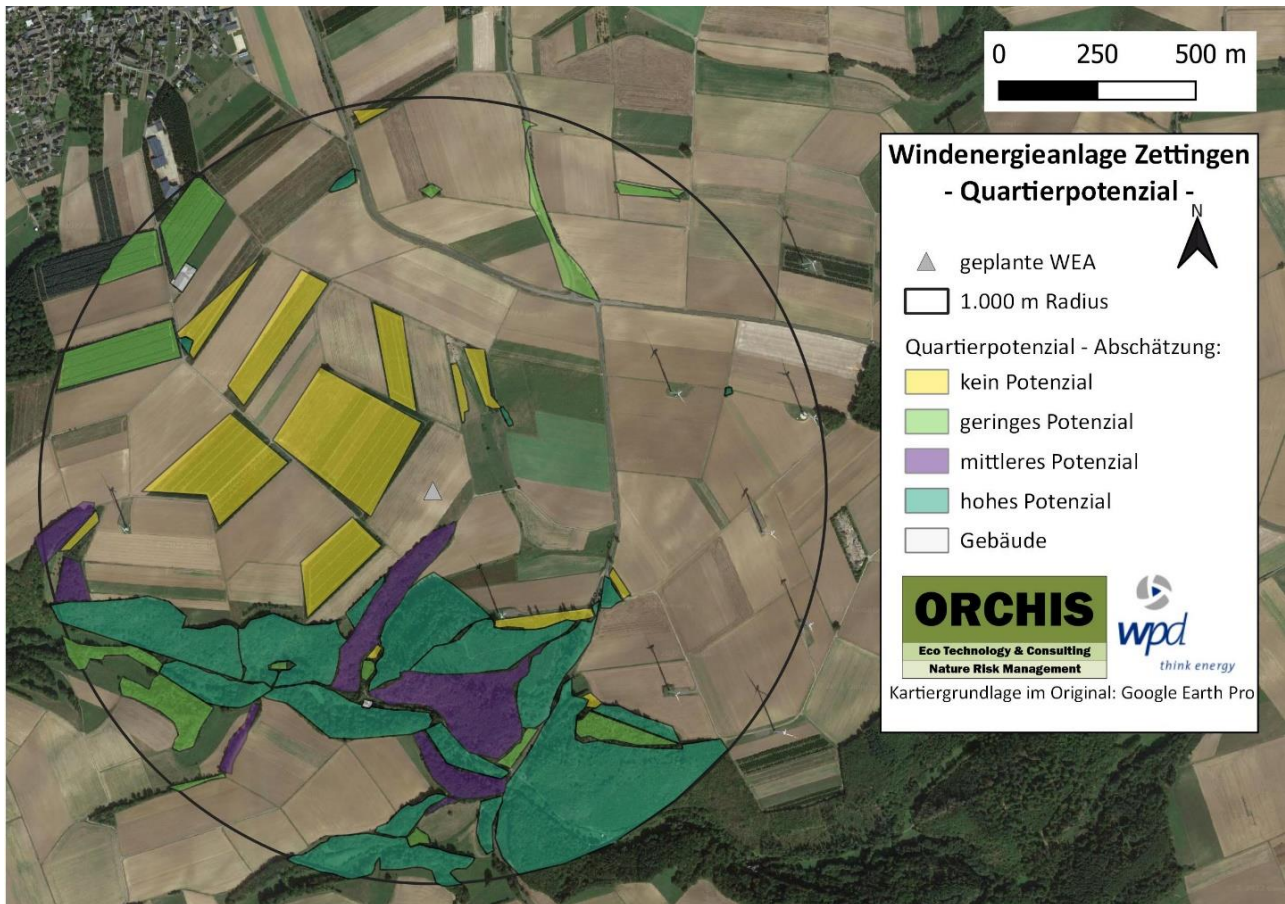 0 250 500 m
Windenergieanlage Zettingen
- Quartierpotenzial -
N
geplante WEA
1.000 m Radius
Quartierpotenzial - Abschätzung:
kein Potenzial
geringes Potenzial
mittleres Potenzial
hohes Potenzial
Gebäude
ORCHIS
Eco Technology & Consulting
Nature Risk Management
wpd
think energy
Kartiergrundlage im Original: Google Earth Pro